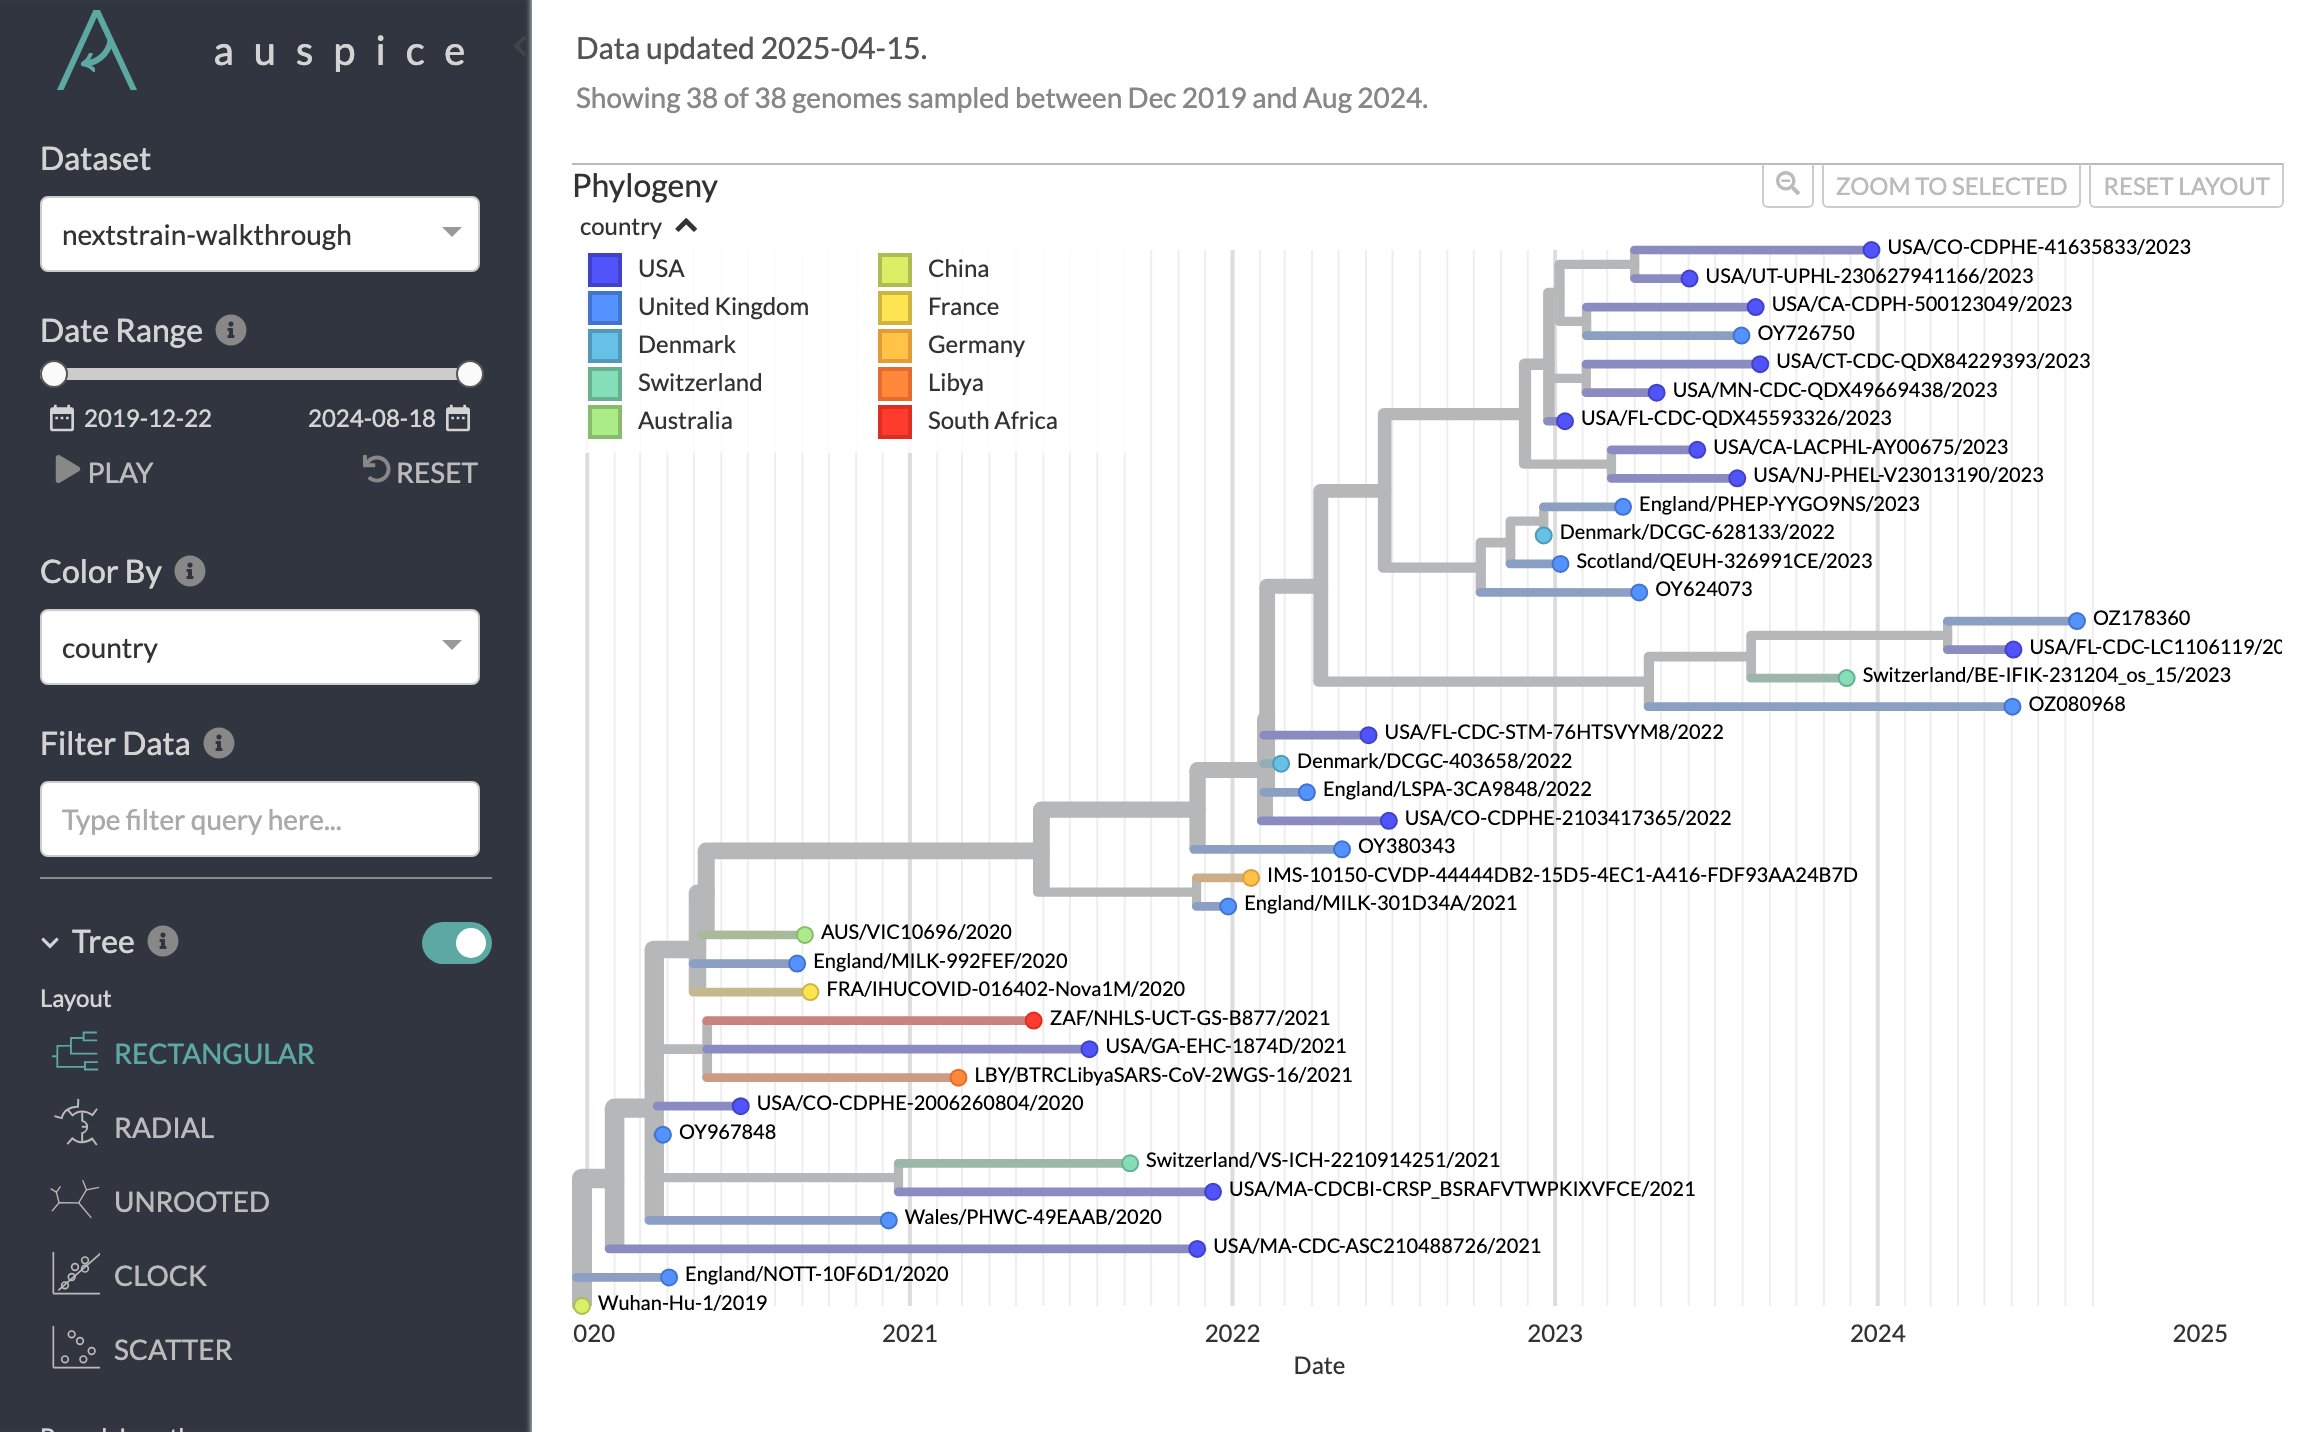 auspice
Dataset
nextstrain-walkthrough
Date Range
2019-12-22
2024-08-18
PLAY
RESET
Color By
country
Filter Data
Type filter query here...
Tree
Layout
RECTANGULAR
RADIAL
UNROOTED
CLOCK
SCATTER
Data updated 2025-04-15.
Showing 38 of 38 genomes sampled between Dec 2019 and Aug 2024.
Phylogeny
ZOOM TO SELECTED
RESET LAYOUT
country
USA
United Kingdom
Denmark
Switzerland
Australia
China
France
Germany
Libya
South Africa
USA/CO-CDPHE-41635833/2023
USA/UT-UPHL-230627941166/2023
USA/CA-CDPH-500123049/2023
OY726750
USA/CT-CDC-QDX84229393/2023
USA/MN-CDC-QDX49669438/2023
USA/FL-CDC-QDX45593326/2023
USA/CA-LACPHL-AY00675/2023
USA/NJ-PHEL-V23013190/2023
England/PHEP-YYGO9NS/2023
Denmark/DCGC-628133/2022
Scotland/QEUH-326991CE/2023
OY624073
OZ178360
USA/FL-CDC-LC1106119/20
Switzerland/BE-IFIK-231204_os_15/2023
OZ080968
USA/FL-CDC-STM-76HTSVYM8/2022
Denmark/DCGC-403658/2022
England/LSPA-3CA9848/2022
USA/CO-CDPHE-2103417365/2022
OY380343
IMS-10150-CVDP-44444DB2-15D5-4EC1-A416-FDF93AA24B7D
England/MILK-301D34A/2021
AUS/VIC10696/2020
England/MILK-992FEF/2020
FRA/IHUCOVID-016402-Nova1M/2020
ZAF/NHLS-UCT-GS-B877/2021
USA/GA-EHC-1874D/2021
LBY/BTRCLibyaSARS-CoV-2WGS-16/2021
USA/CO-CDPHE-2006260804/2020
OY967848
Switzerland/VS-ICH-2210914251/2021
USA/MA-CDCBI-CRSP_BSRAFVTWPKIXVFCE/2021
Wales/PHWC-49EAAB/2020
USA/MA-CDC-ASC210488726/2021
England/NOTT-10F6D1/2020
Wuhan-Hu-1/2019
020
2021
2022
2023
2024
2025
Date